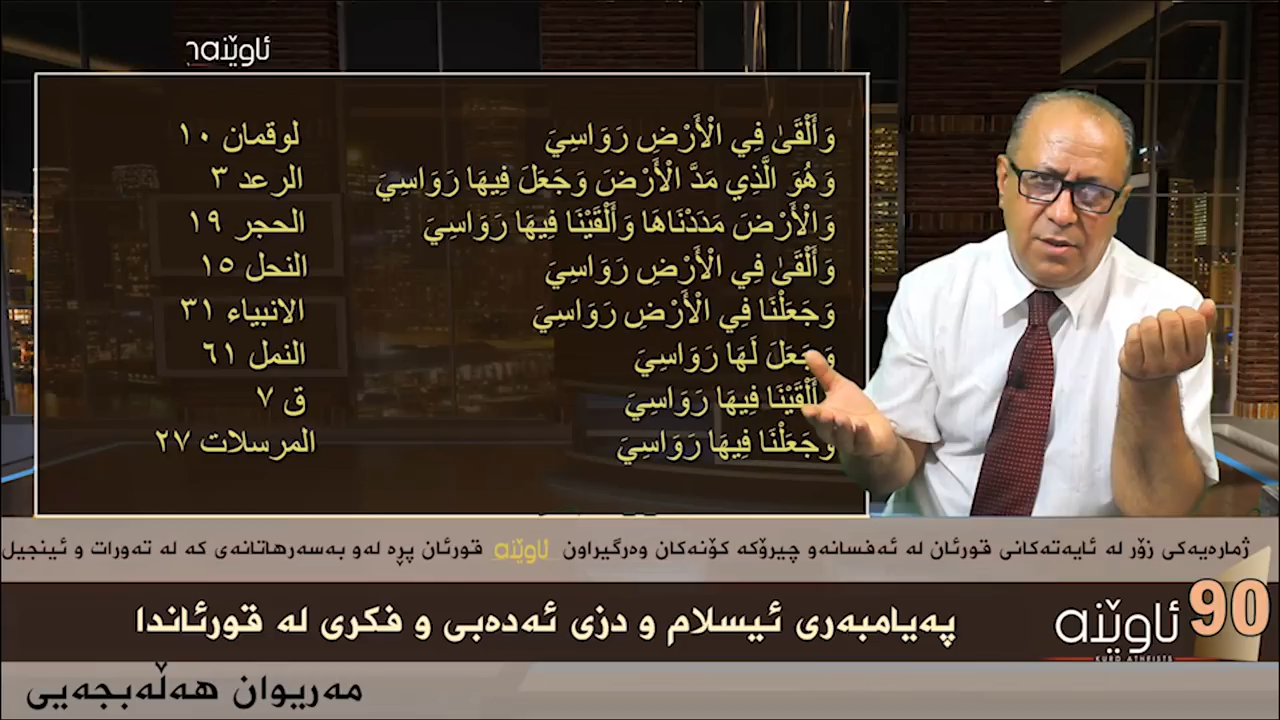 ئاوێنە
وَأَلْقَىٰ فِي الْأَرْضِ رَوَاسِيَ لوقمان ١٠
وَهُوَ الَّذِي مَدَّ الْأَرْضَ وَجَعَلَ فِيهَا رَوَاسِيَ الرعد ٣
وَالْأَرْضَ مَدَدْنَاهَا وَأَلْقَيْنَا فِيهَا رَوَاسِيَ الحجر ١٩
وَأَلْقَىٰ فِي الْأَرْضِ رَوَاسِيَ النحل ١٥
وَجَعَلْنَا فِي الْأَرْضِ رَوَاسِيَ الانبياء ٣١
وَجَعَلَ لَهَا رَوَاسِيَ النمل ٦١
وَأَلْقَيْنَا فِيهَا رَوَاسِيَ ق ٧
وَجَعَلْنَا فِيهَا رَوَاسِيَ المرسلات ٢٧
ژمارەیەکی زۆر لە ئایەتەکانی قورئان لە ئەفسانەو چیرۆکە کۆنەکان وەرگیراون ئاوێنە قورئان پڕە لەو بەسەرهاتانەی کە لە تەورات و ئینجیل
پەیامبەری ئیسلام و دزی ئەدەبی و فکری لە قورئاندا
ئاوێنە 90
KURD ATHEISTS
مەریوان هەڵەبجەیی